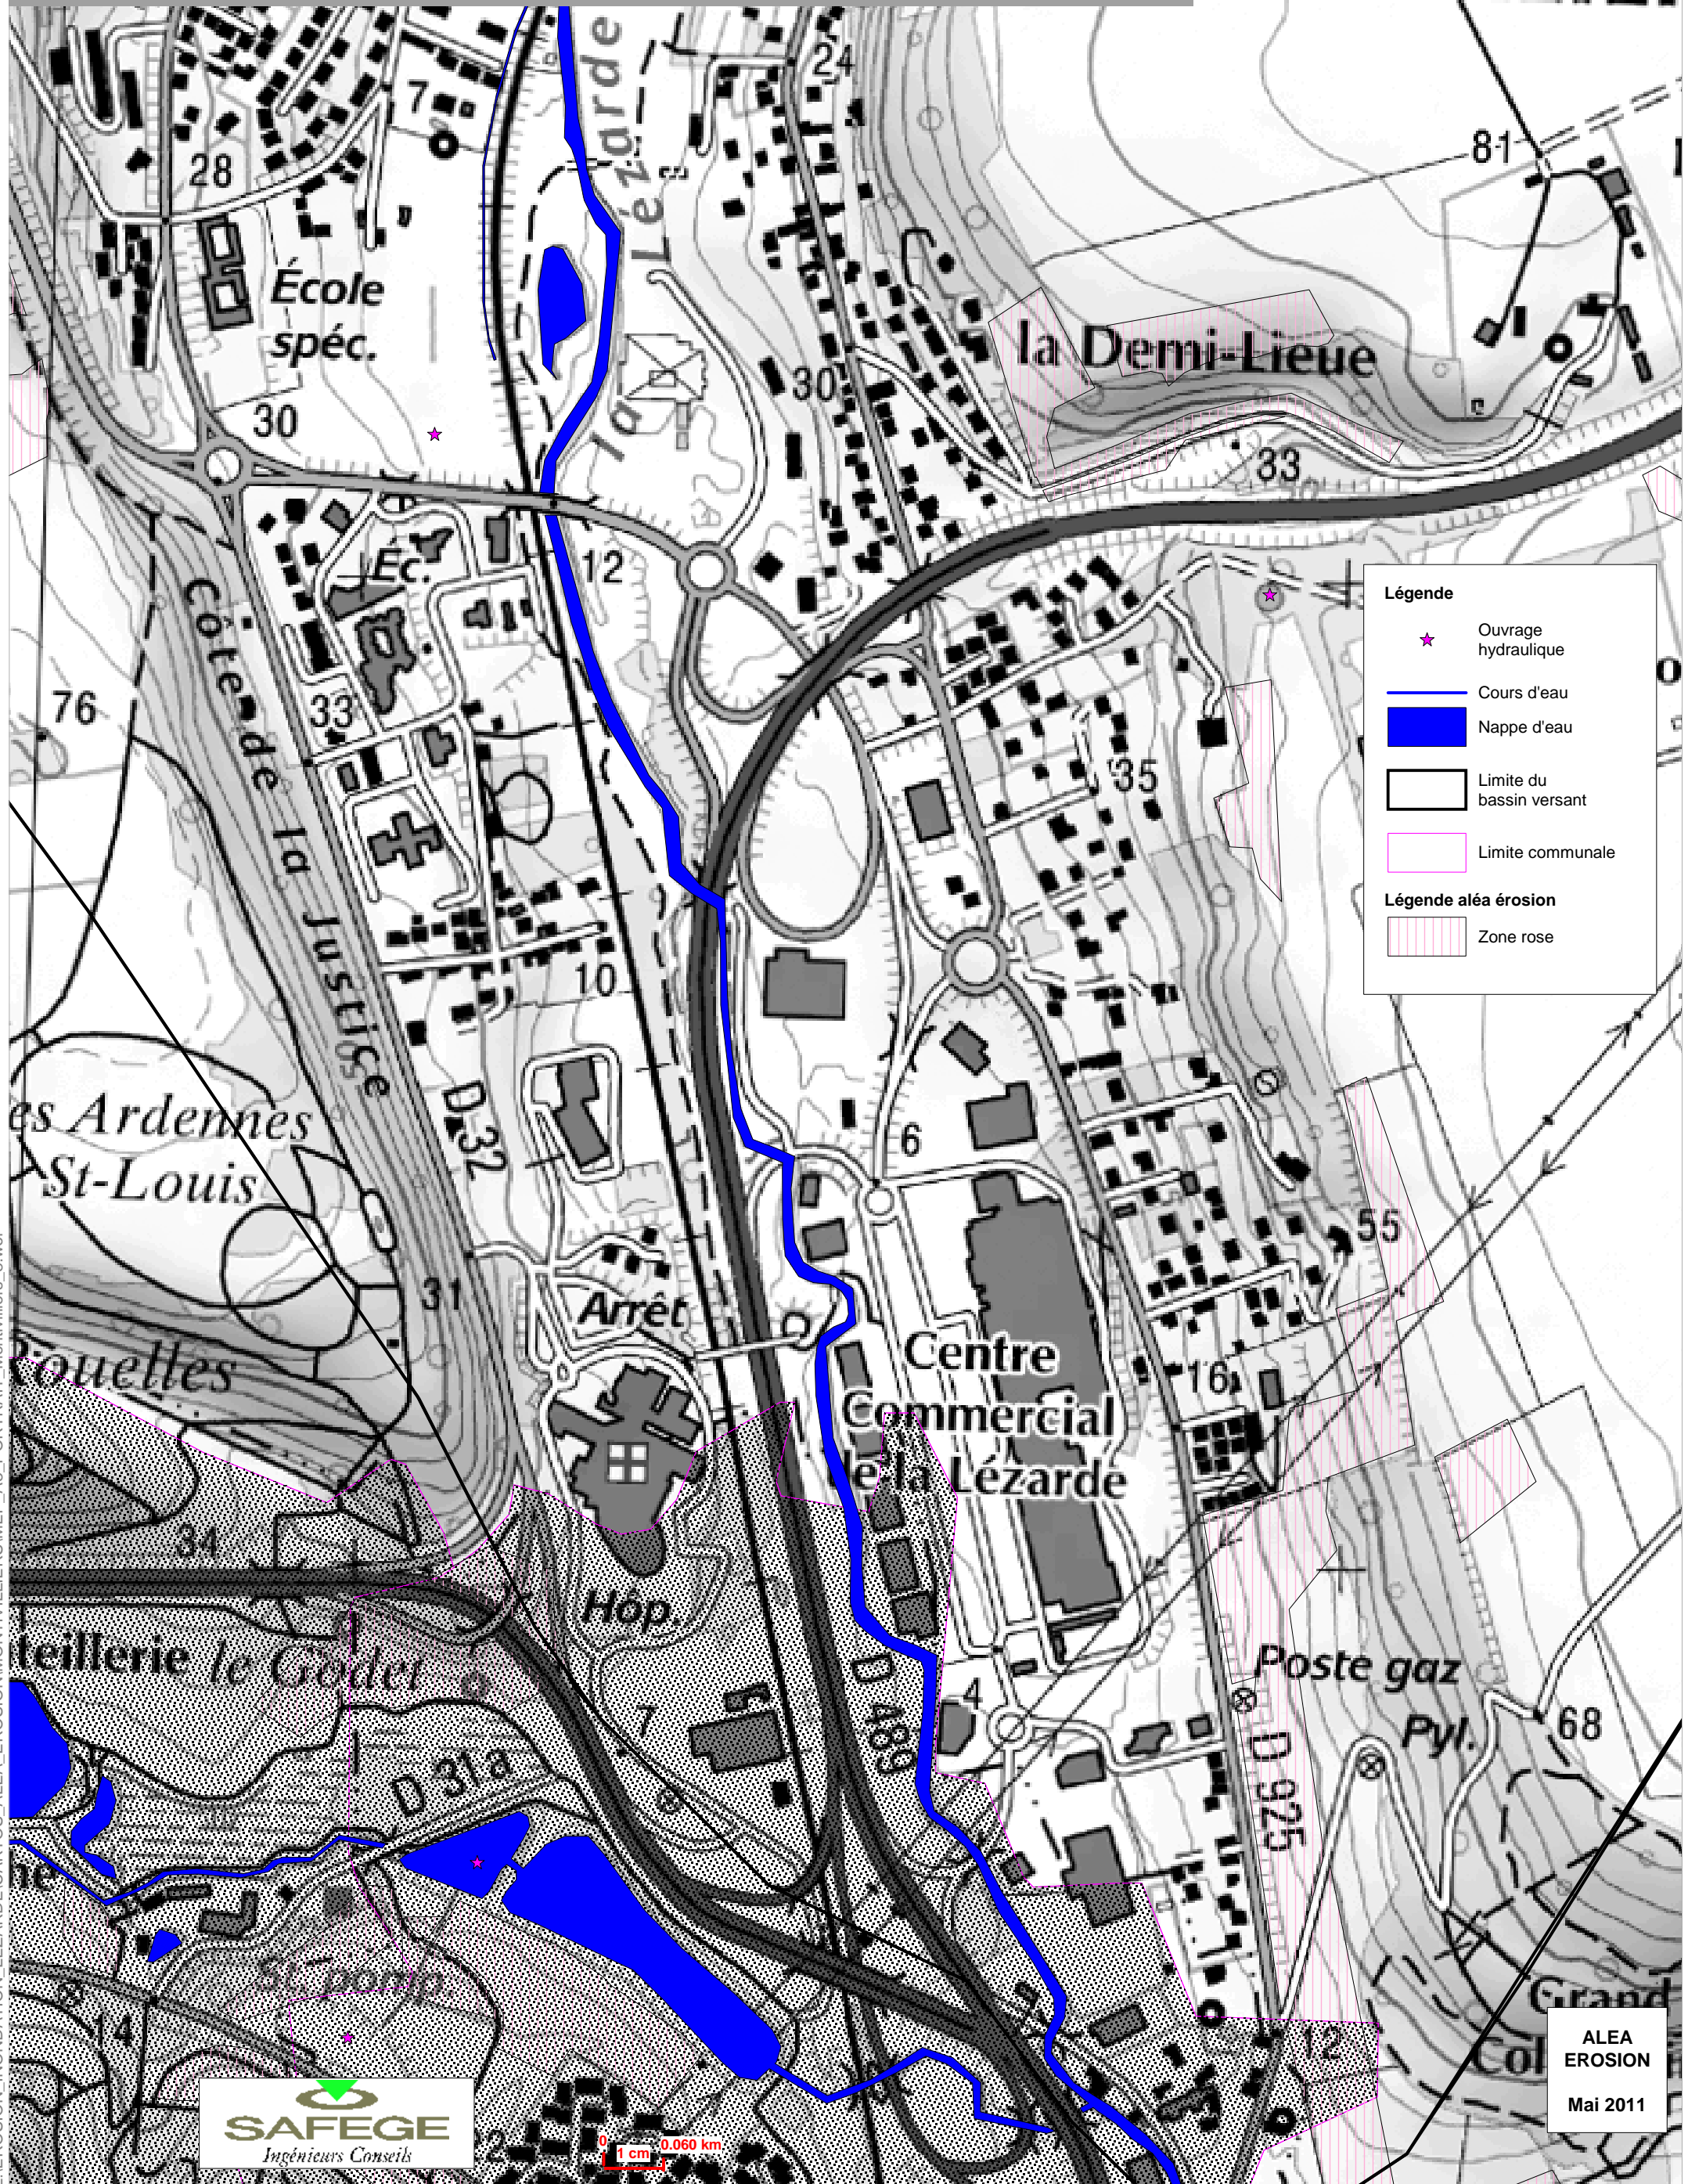 la Lézarde
24
7
28
81
École
spéc.
la Demi-Lieue
30
30
33
12
Éc.
Côte de la Justice
76
33
35
Légende
Ouvrage
hydraulique
Cours d'eau
Nappe d'eau
Limite du
bassin versant
Limite communale
Légende aléa érosion
Zone rose
10
D 32
es Ardennes
St-Louis
6
55
31
Arrêt
Centre
Commercial
de la Lézarde
Rouelles
16
34
Hôp.
teillerie
le Godet
D 489
7
4
Poste gaz
Pyl.
68
D 31a
D 925
St. pomp.
14
Grand
Col
12
ALEA
EROSION
Mai 2011
SAFEGE
Ingénieurs Conseils
0
1 cm
0.060 km